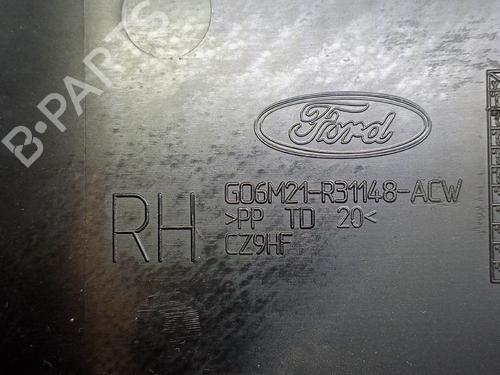 B-PARTS
Ford
RH
G06M21-R31148-ACW
>PP TD 20<
CZ9HF